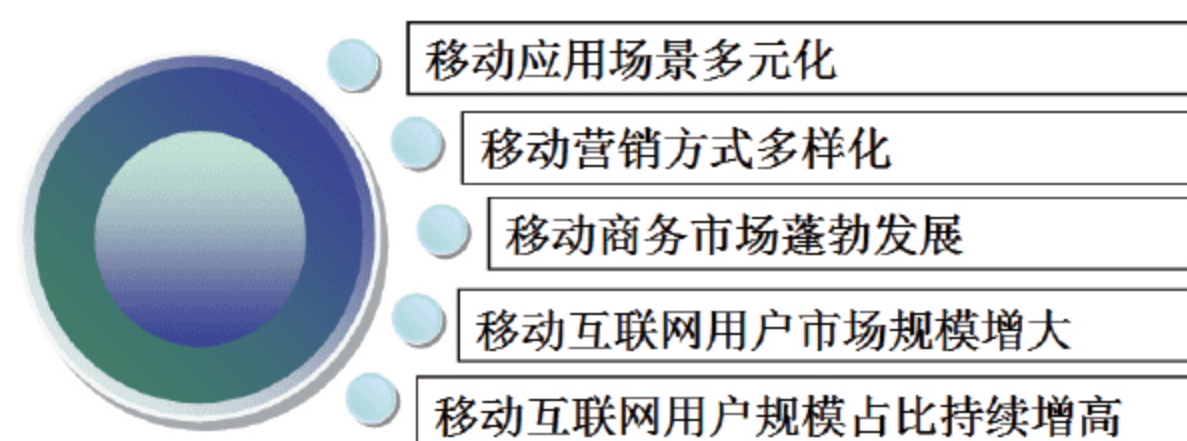 移动应用场景多元化
移动营销方式多样化
移动商务市场蓬勃发展
移动互联网用户市场规模增大
移动互联网用户规模占比持续增高